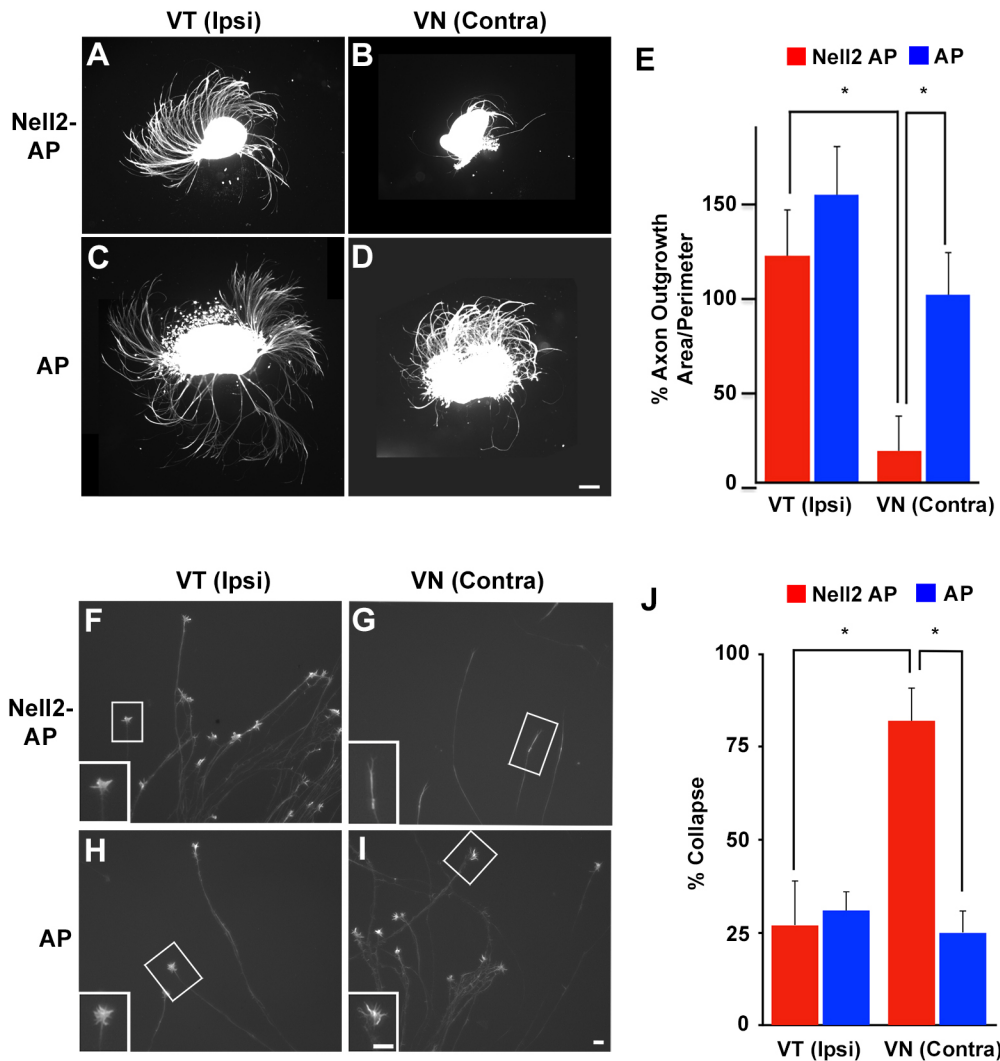 VT (Ipsi)
VN (Contra)
A
B
Nell2-
AP
C
D
AP
E
Nell2 AP
AP
*
*
% Axon Outgrowth
Area/Perimeter
150
100
50
0
VT (Ipsi)
VN (Contra)
VT (Ipsi)
VN (Contra)
F
G
Nell2-
AP
H
I
AP
J
Nell2 AP
AP
*
*
% Collapse
100
75
50
25
0
VT (Ipsi)
VN (Contra)